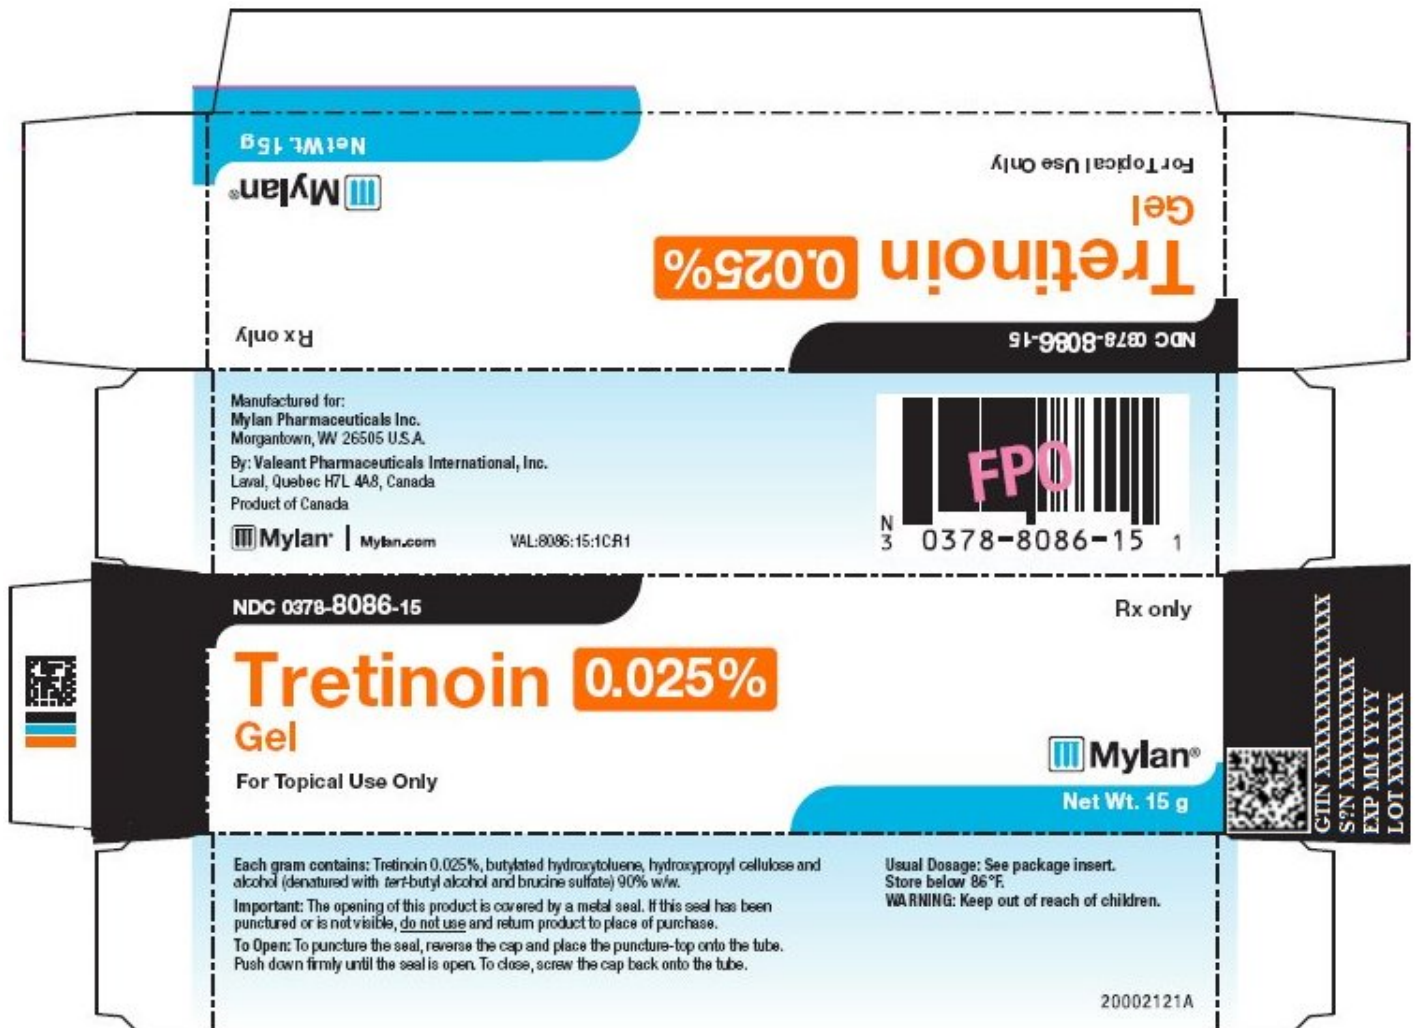 Net Wt. 15 g
Mylan®
For Topical Use Only
Gel
Tretinoin 0.025%
Rx only
NDC 0378-8086-15
Manufactured for:
Mylan Pharmaceuticals Inc.
Morgantown, WV 26505 U.S.A.
By: Valeant Pharmaceuticals International, Inc.
Laval, Quebec H7L 4A8, Canada
Product of Canada
Mylan® | Mylan.com VAL:8086:15:1C:R1
FPO
N
3 0378-8086-15 1
NDC 0378-8086-15
Rx only
Tretinoin 0.025%
Gel
For Topical Use Only
Mylan®
Net Wt. 15 g
GTIN XXXXXXXXXXXXXX
S?N XXXXXXXX
EXP MM YYYY
LOT XXXXXXX
Each gram contains: Tretinoin 0.025%, butylated hydroxytoluene, hydroxypropyl cellulose and
alcohol (denatured with tert-butyl alcohol and brucine sulfate) 90% w/w.
Important: The opening of this product is covered by a metal seal. If this seal has been
punctured or is not visible, do not use and return product to place of purchase.
To Open: To puncture the seal, reverse the cap and place the puncture-top onto the tube.
Push down firmly until the seal is open. To close, screw the cap back onto the tube.
Usual Dosage: See package insert.
Store below 86°F.
WARNING: Keep out of reach of children.
20002121A